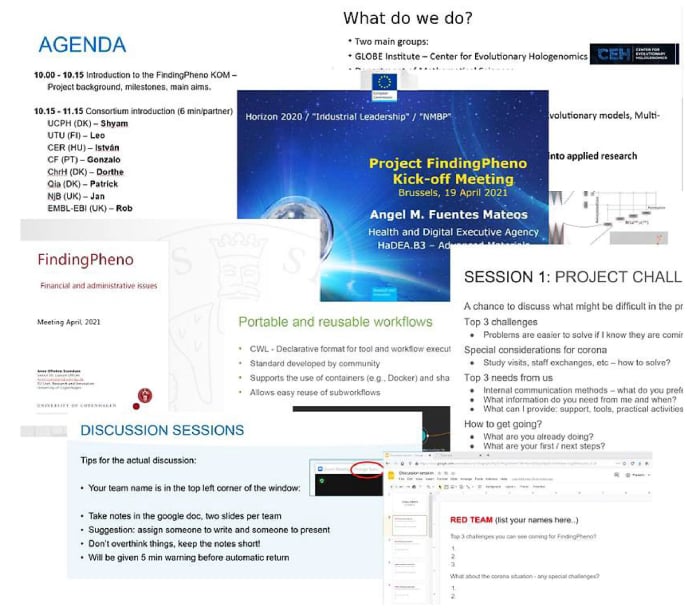 AGENDA
10.00 - 10.15 Introduction to the FindingPheno KOM –
Project background, milestones, main aims.
10.15 - 11.15 Consortium introduction (6 min/partner)
UCPH (DK) – Shyam
UTU (FI) – Leo
CER (HU) – István
CF (PT) – Gonzalo
ChrH (DK) – Dorthe
Qia (DK) – Patrick
NjB (UK) – Jan
EMBL-EBI (UK) – Rob
What do we do?
• Two main groups:
• GLOBE Institute – Center for Evolutionary Hologenomics
CEH
CENTER FOR
EVOLUTIONARY
HOLOGENOMICS
volutionary models, Multi-
into applied research
European
Commission
Horizon 2020 / "Industrial Leadership" / "NMBP"
Project FindingPheno
Kick-off Meeting
Brussels, 19 April 2021
Angel M. Fuentes Mateos
Health and Digital Executive Agency
HaDEA.B3 – Advanced Materials
FindingPheno
Financial and administrative issues
Meeting April, 2021
UNIVERSITY OF COPENHAGEN
Portable and reusable workflows
• CWL - Declarative format for tool and workflow execut
• Standard developed by community
• Supports the use of containers (e.g., Docker) and sha
• Allows easy reuse of subworkflows
SESSION 1: PROJECT CHALL
A chance to discuss what might be difficult in the pr
Top 3 challenges
• Problems are easier to solve if I know they are comi
Special considerations for corona
• Study visits, staff exchanges, etc – how to solve?
Top 3 needs from us
• Internal communication methods – what do you pref
• What information do you need from me and when?
• What can I provide: support, tools, practical activities
How to get going?
• What are you already doing?
• What are your first / next steps?
DISCUSSION SESSIONS
Tips for the actual discussion:
• Your team name is in the top left corner of the window:
• Take notes in the google doc, two slides per team
• Suggestion: assign someone to write and someone to present
• Don't overthink things, keep the notes short!
• Will be given 5 min warning before automatic return
Discussion session
RED TEAM (list your names here..)
Top 3 challenges you can see coming for FindingPheno?
1.
2.
3.
What about the corona situation - any special challenges?
1.
2.